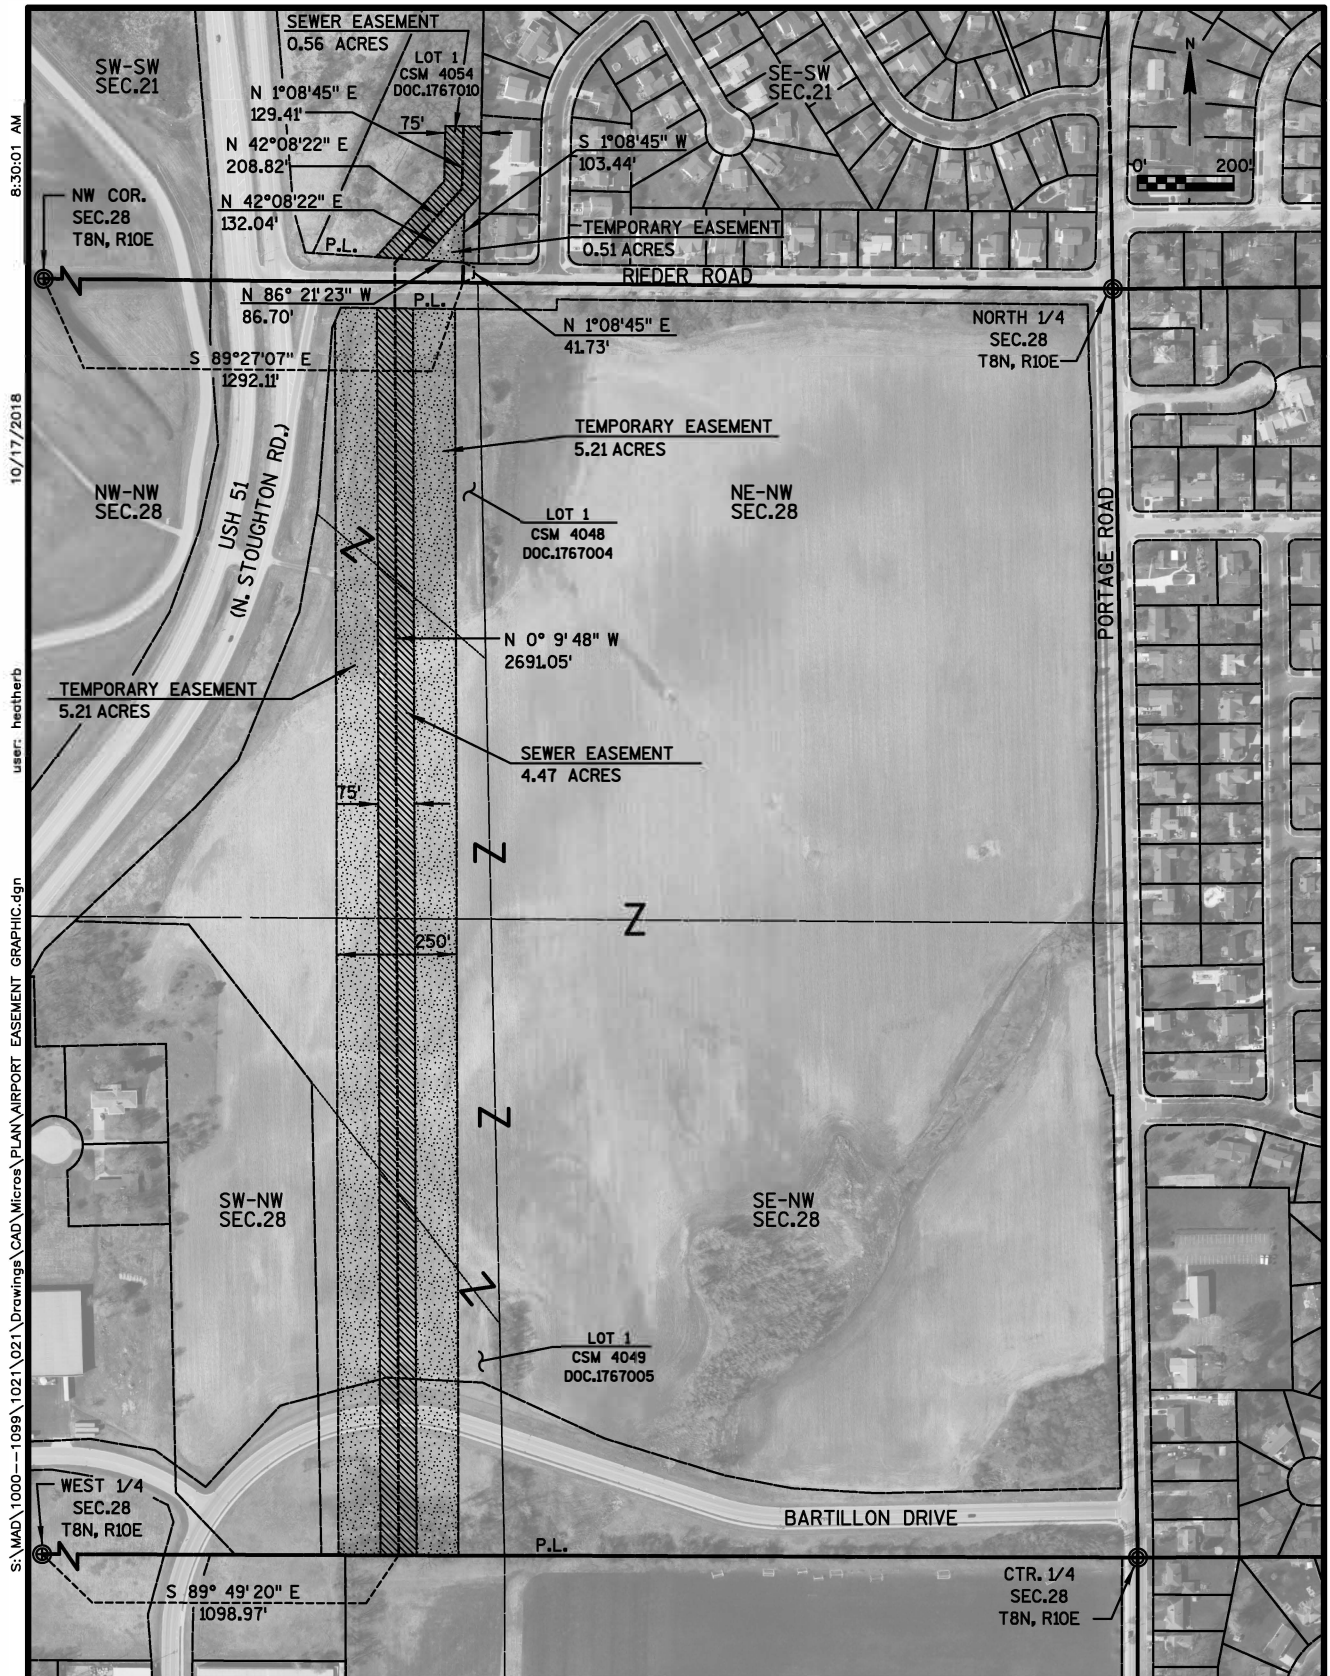 SEWER EASEMENT
0.56 ACRES
LOT 1
CSM 4054
DOC.1767010
SW-SW
SEC.21
N 1°08'45" E
129.41'
75'
SE-SW
SEC.21
N
N 42°08'22" E
208.82'
S 1°08'45" W
103.44'
0'
200'
NW COR.
SEC.28
T8N, R10E
N 42°08'22" E
132.04'
P.L.
TEMPORARY EASEMENT
0.51 ACRES
RIEDER ROAD
N 86° 21'23" W
86.70'
P.L.
N 1°08'45" E
41.73'
NORTH 1/4
SEC.28
T8N, R10E
S 89°27'07" E
1292.11'
TEMPORARY EASEMENT
5.21 ACRES
NW-NW
SEC.28
USH 51
(N. STOUGHTON RD.)
NE-NW
SEC.28
LOT 1
CSM 4048
DOC.1767004
PORTAGE ROAD
N 0° 9'48" W
2691.05'
TEMPORARY EASEMENT
5.21 ACRES
SEWER EASEMENT
4.47 ACRES
75'
Z
Z
Z
250'
Z
SW-NW
SEC.28
SE-NW
SEC.28
Z
LOT 1
CSM 4049
DOC.1767005
WEST 1/4
SEC.28
T8N, R10E
BARTILLON DRIVE
P.L.
S 89° 49'20" E
1098.97'
CTR. 1/4
SEC.28
T8N, R10E
S:\MAD\1000--1099\1021\021\Drawings\CAD\Micros\PLAN\AIRPORT EASEMENT GRAPHIC.dgn
user: heatherb
10/17/2018
8:30:01 AM